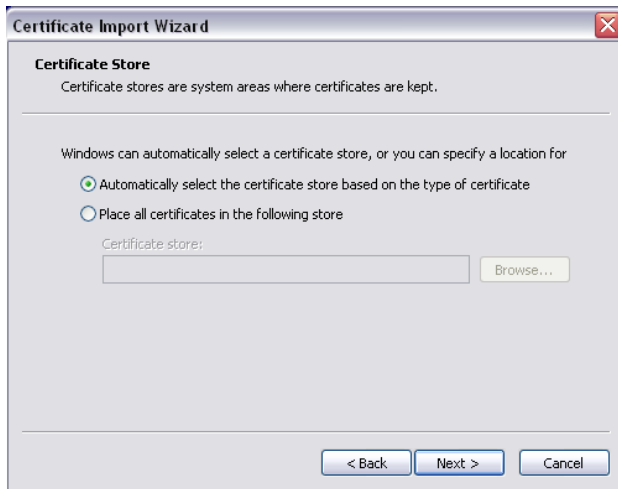 Certificate Import Wizard
Certificate Store
Certificate stores are system areas where certificates are kept.
Windows can automatically select a certificate store, or you can specify a location for
Automatically select the certificate store based on the type of certificate
Place all certificates in the following store
Certificate store:
Browse...
< Back Next > Cancel